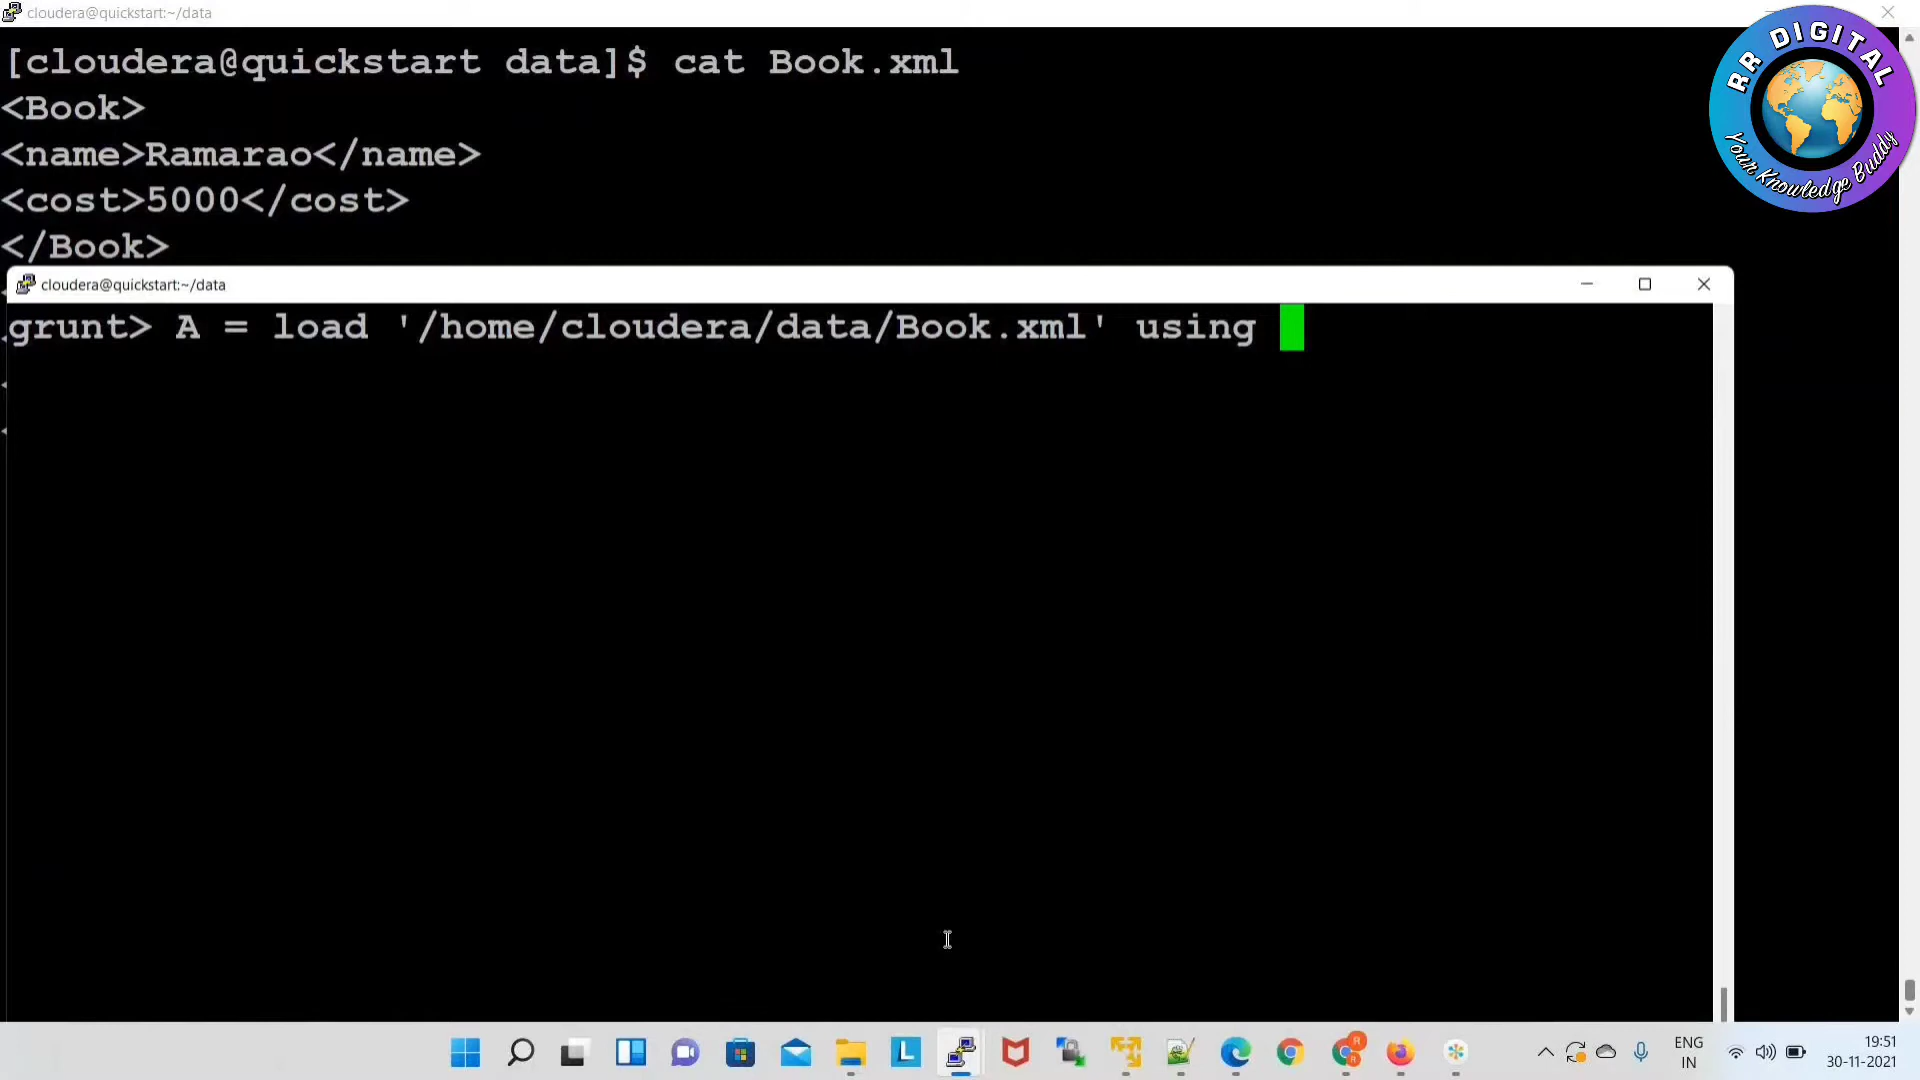 cloudera@quickstart:~/data
[cloudera@quickstart data]$ cat Book.xml
<Book>
<name>Ramarao</name>
<cost>5000</cost>
</Book>
RR DIGITAL
Your Knowledge Buddy
cloudera@quickstart:~/data
grunt> A = load '/home/cloudera/data/Book.xml' using
L
R
R
ENG
IN
19:51
30-11-2021